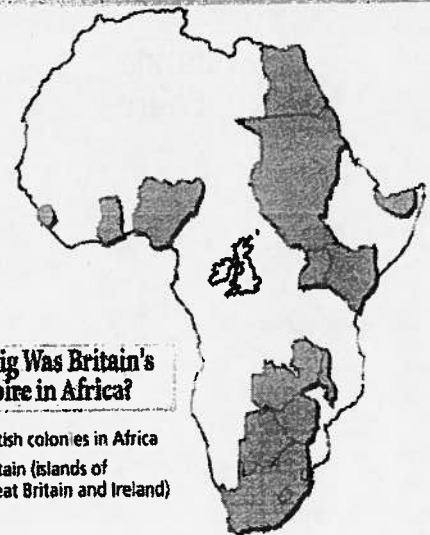 ig Was Britain's
pire in Africa?
tish colonies in Africa
tain (islands of
eat Britain and Ireland)